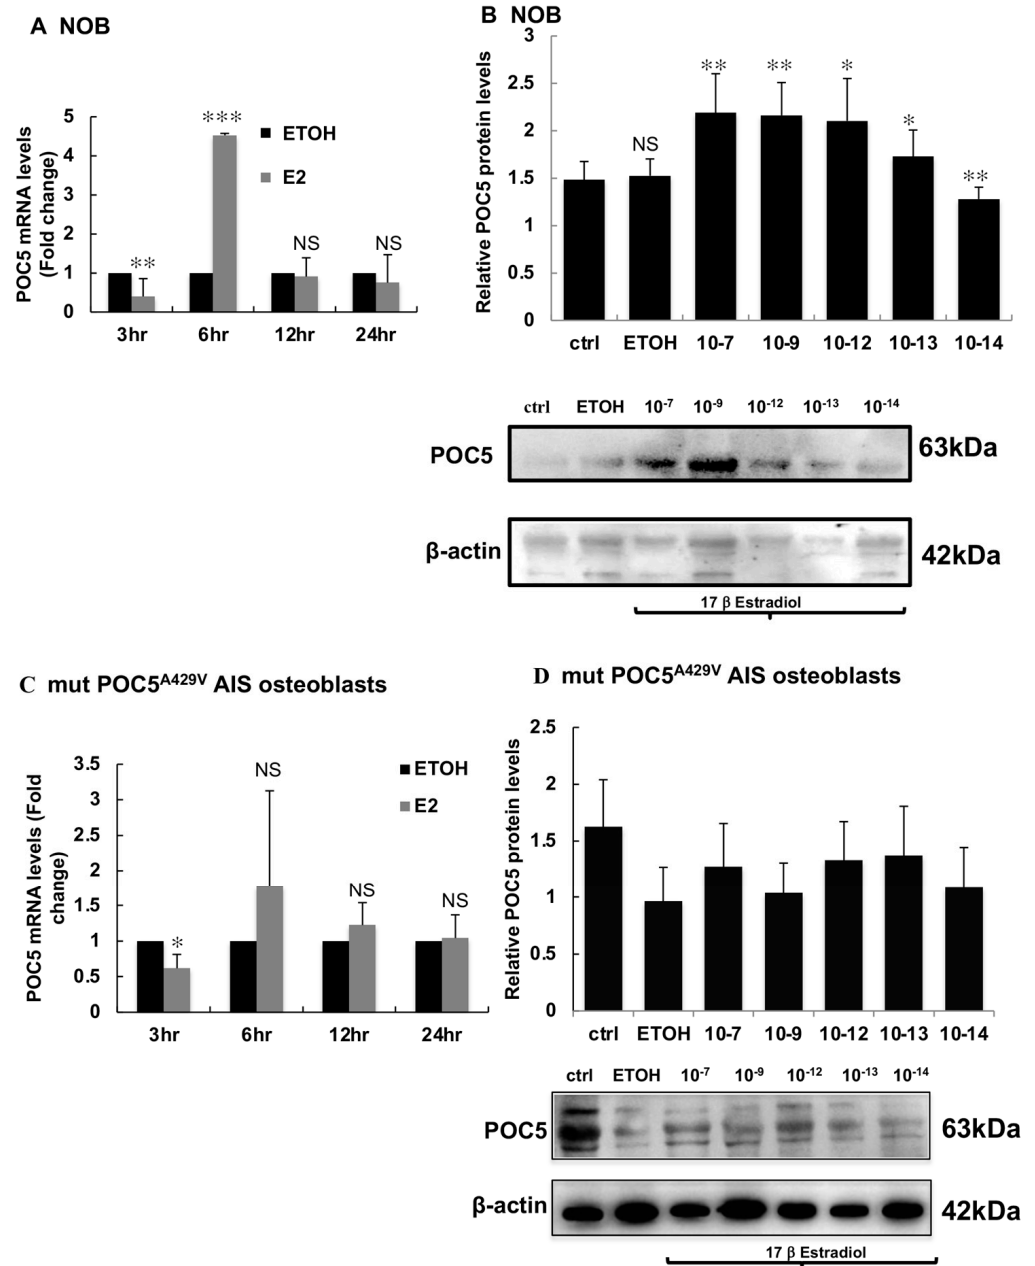 A NOB
POC5 mRNA levels
(Fold change)
5
4
3
2
1
0
***
**
NS
NS
ETOH
E2
3hr 6hr 12hr 24hr
B NOB
Relative POC5 protein levels
3
2.5
2
1.5
1
0.5
0
NS
**
**
*
*
**
ctrl ETOH 10-7 10-9 10-12 10-13 10-14
ctrl ETOH 10-7 10-9 10-12 10-13 10-14
POC5
63kDa
β-actin
42kDa
17 β Estradiol
C mut POC5A429V AIS osteoblasts
POC5 mRNA levels (Fold
change)
3.5
3
2.5
2
1.5
1
0.5
0
*
NS
NS
NS
ETOH
E2
3hr 6hr 12hr 24hr
D mut POC5A429V AIS osteoblasts
Relative POC5 protein levels
2.5
2
1.5
1
0.5
0
ctrl ETOH 10-7 10-9 10-12 10-13 10-14
ctrl ETOH 10-7 10-9 10-12 10-13 10-14
POC5
63kDa
β-actin
42kDa
17 β Estradiol